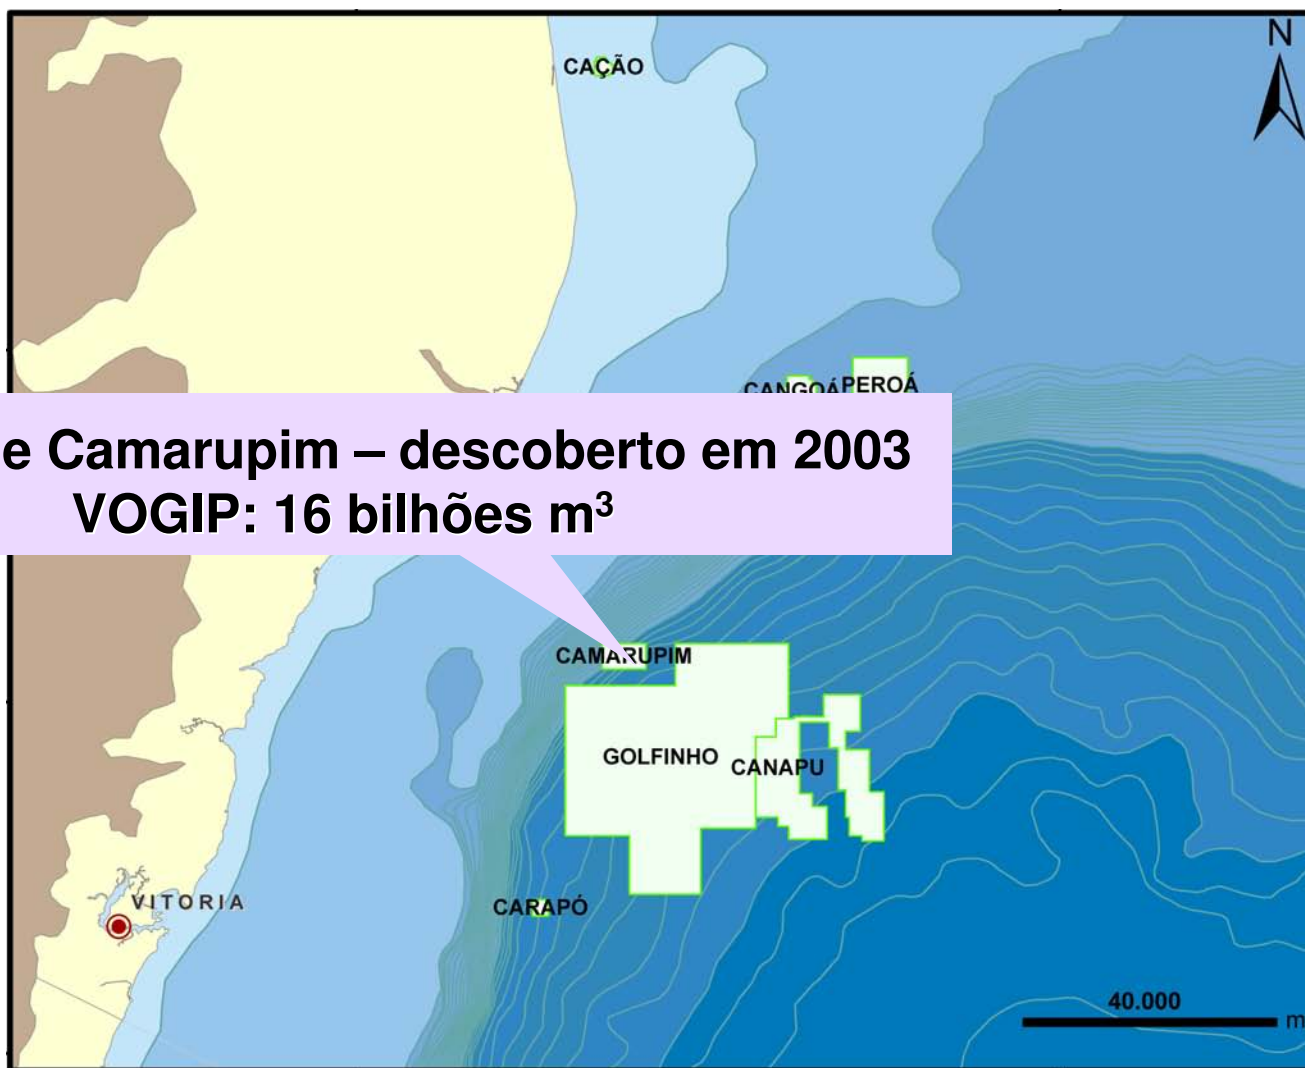 N
CAÇÃO
CANGOÁ
PEROÁ
e Camarupim – descoberto em 2003
VOGIP: 16 bilhões m³
CAMARUPIM
GOLFINHO
CANAPU
VITORIA
CARAPÓ
40.000
m